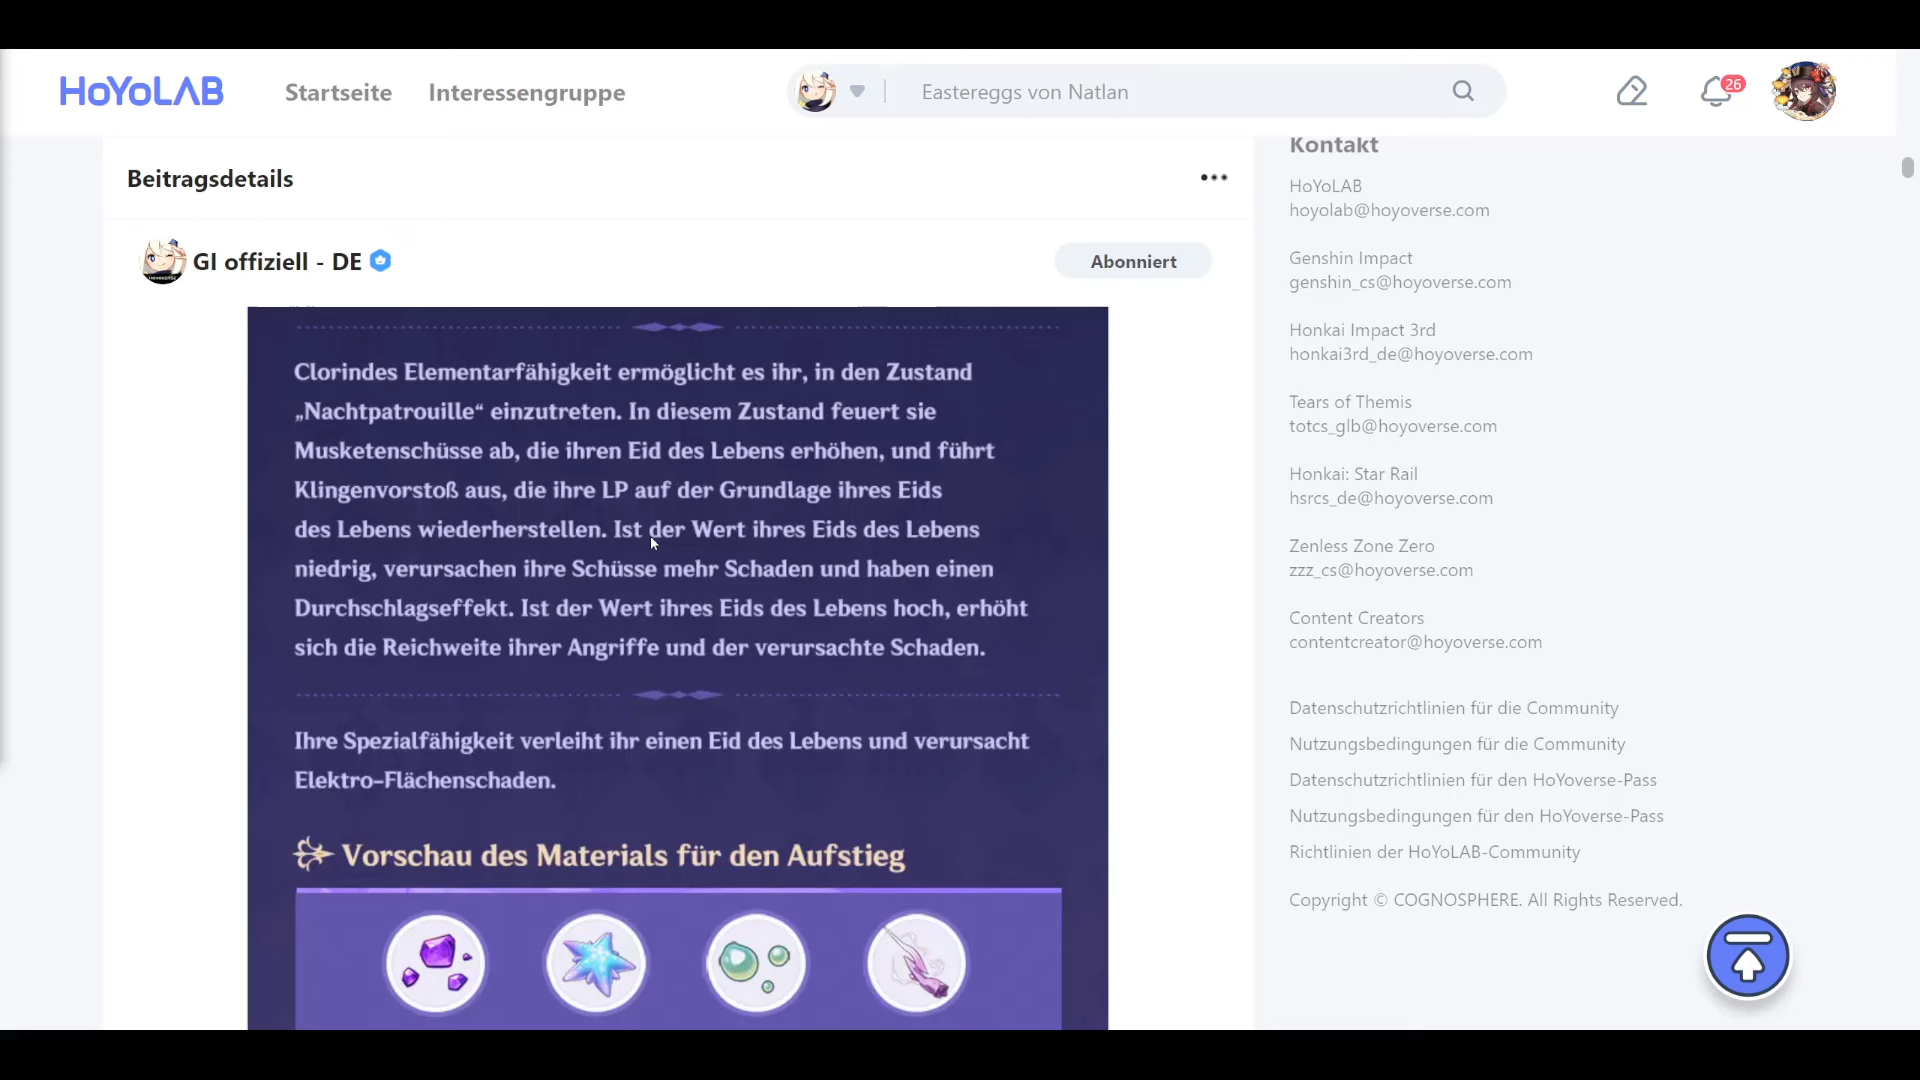 HoYoLAB
Startseite
Interessengruppe
Eastereggs von Natlan
26
Beitragsdetails
GI offiziell - DE
Abonniert
Clorindes Elementarfähigkeit ermöglicht es ihr, in den Zustand
„Nachtpatrouille“ einzutreten. In diesem Zustand feuert sie
Musketenschüsse ab, die ihren Eid des Lebens erhöhen, und führt
Klingenvorstoß aus, die ihre LP auf der Grundlage ihres Eids
des Lebens wiederherstellen. Ist der Wert ihres Eids des Lebens
niedrig, verursachen ihre Schüsse mehr Schaden und haben einen
Durchschlagseffekt. Ist der Wert ihres Eids des Lebens hoch, erhöht
sich die Reichweite ihrer Angriffe und der verursachte Schaden.
Ihre Spezialfähigkeit verleiht ihr einen Eid des Lebens und verursacht
Elektro-Flächenschaden.
Vorschau des Materials für den Aufstieg
Kontakt
HoYoLAB
hoyolab@hoyoverse.com
Genshin Impact
genshin_cs@hoyoverse.com
Honkai Impact 3rd
honkai3rd_de@hoyoverse.com
Tears of Themis
totcs_glb@hoyoverse.com
Honkai: Star Rail
hsrcs_de@hoyoverse.com
Zenless Zone Zero
zzz_cs@hoyoverse.com
Content Creators
contentcreator@hoyoverse.com
Datenschutzrichtlinien für die Community
Nutzungsbedingungen für die Community
Datenschutzrichtlinien für den HoYoverse-Pass
Nutzungsbedingungen für den HoYoverse-Pass
Richtlinien der HoYoLAB-Community
Copyright © COGNOSPHERE. All Rights Reserved.